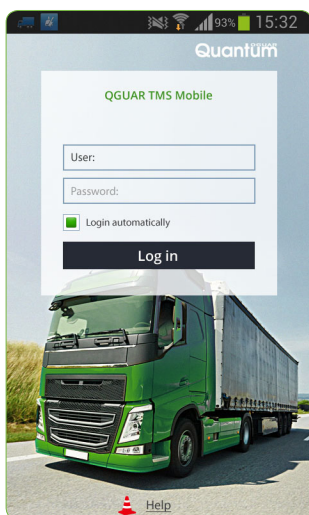 93% 15:32
Quantum
QGUAR TMS Mobile
User:
Password:
Login automatically
Log in
Help